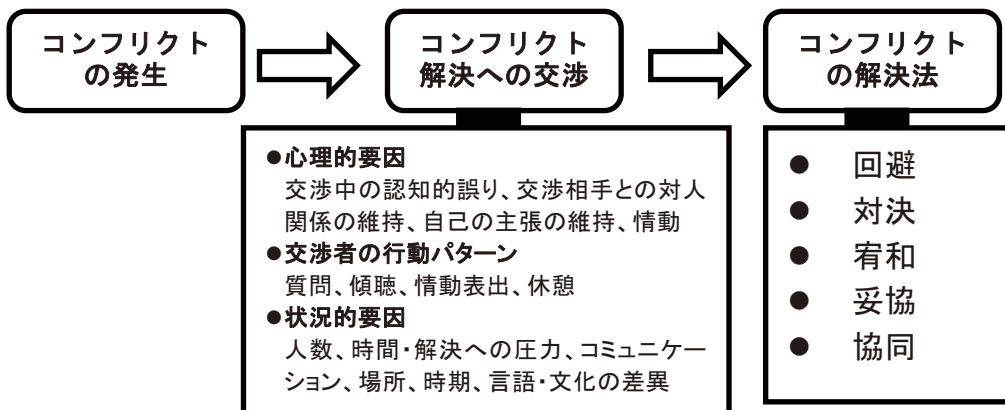 コンフリクト
の発生
コンフリクト
解決への交渉
コンフリクト
の解決法
●心理的要因
交渉中の認知的誤り、交渉相手との対人
関係の維持、自己の主張の維持、情動
●交渉者の行動パターン
質問、傾聴、情動表出、休憩
●状況的要因
人数、時間・解決への圧力、コミュニケー
ション、場所、時期、言語・文化の差異
● 回避
● 対決
● 宥和
● 妥協
● 協同